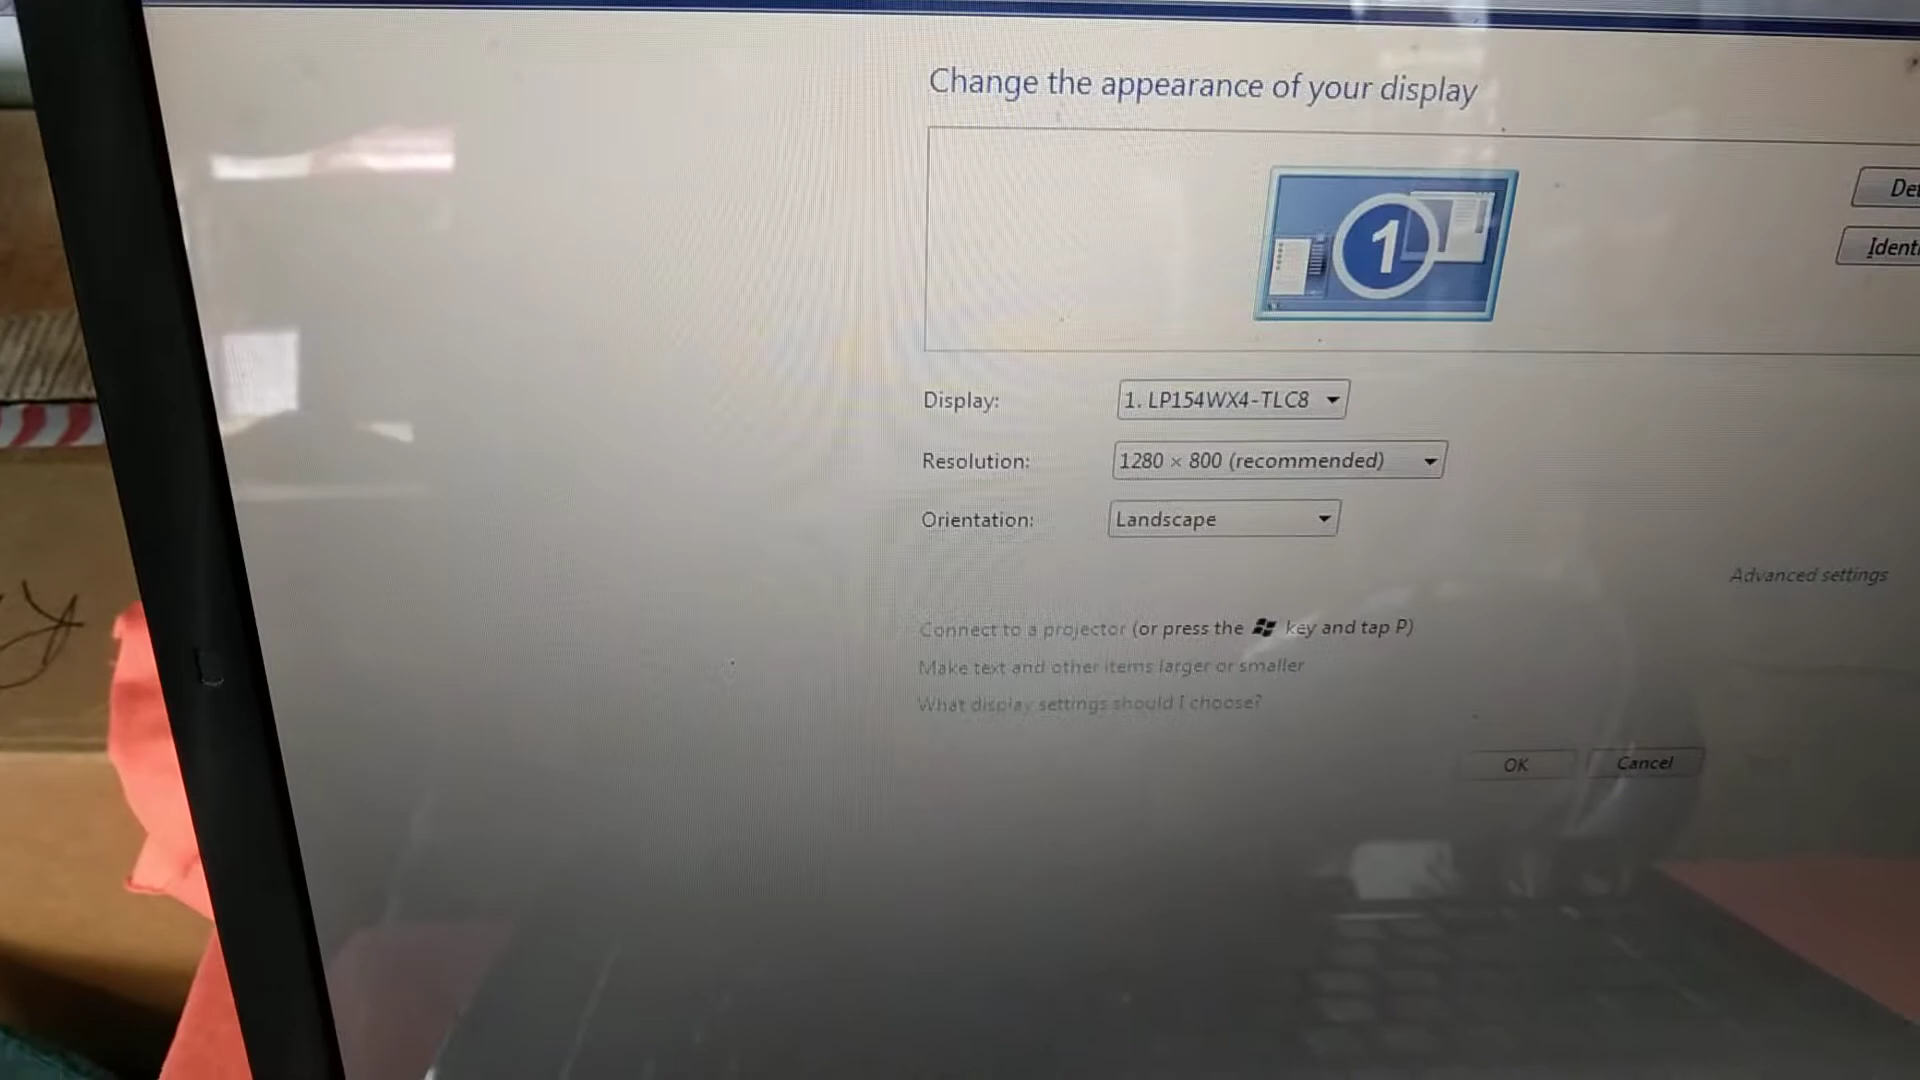 Change the appearance of your display
1
Display: 1. LP154WX4-TLC8
Resolution: 1280 × 800 (recommended)
Orientation: Landscape
Advanced settings
Connect to a projector (or press the key and tap P)
Make text and other items larger or smaller
What display settings should I choose?
OK Cancel